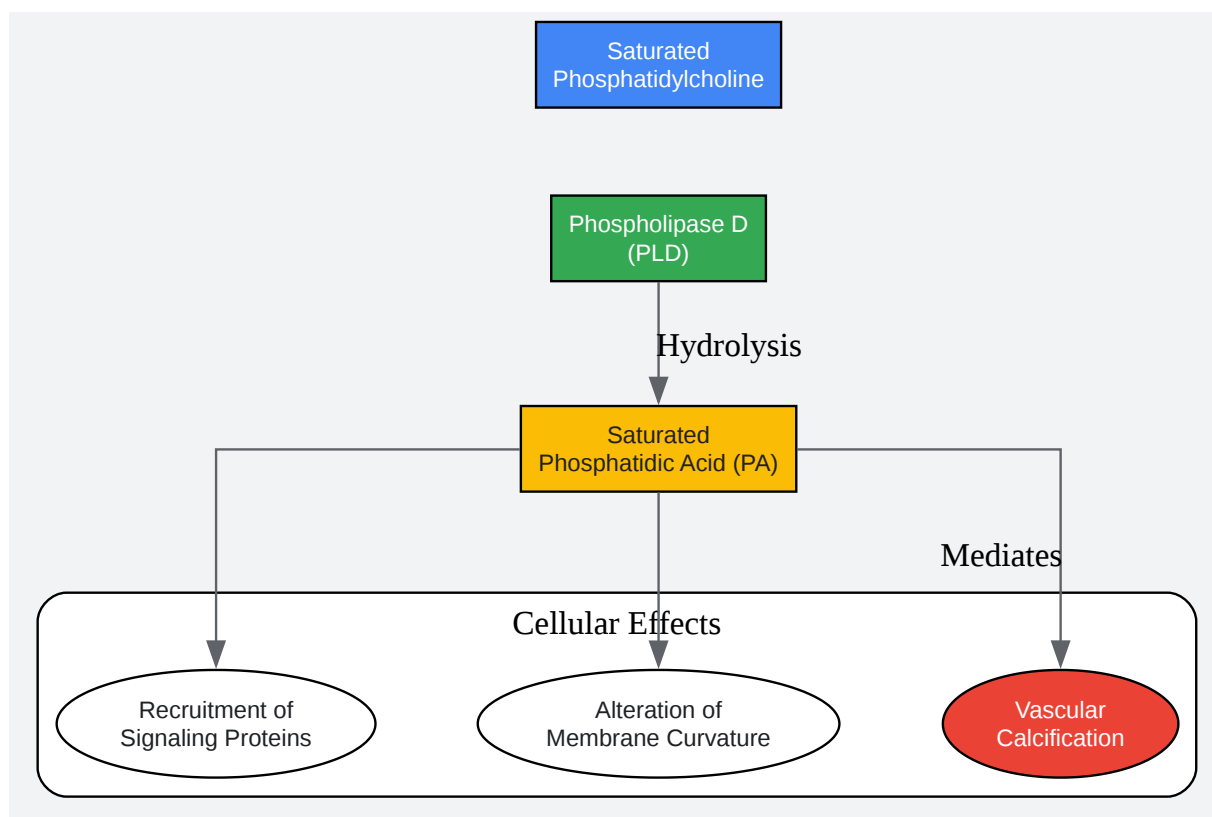 Saturated
Phosphatidylcholine
Phospholipase D
(PLD)
Hydrolysis
Saturated
Phosphatidic Acid (PA)
Mediates
Cellular Effects
Recruitment of
Signaling Proteins
Alteration of
Membrane Curvature
Vascular
Calcification